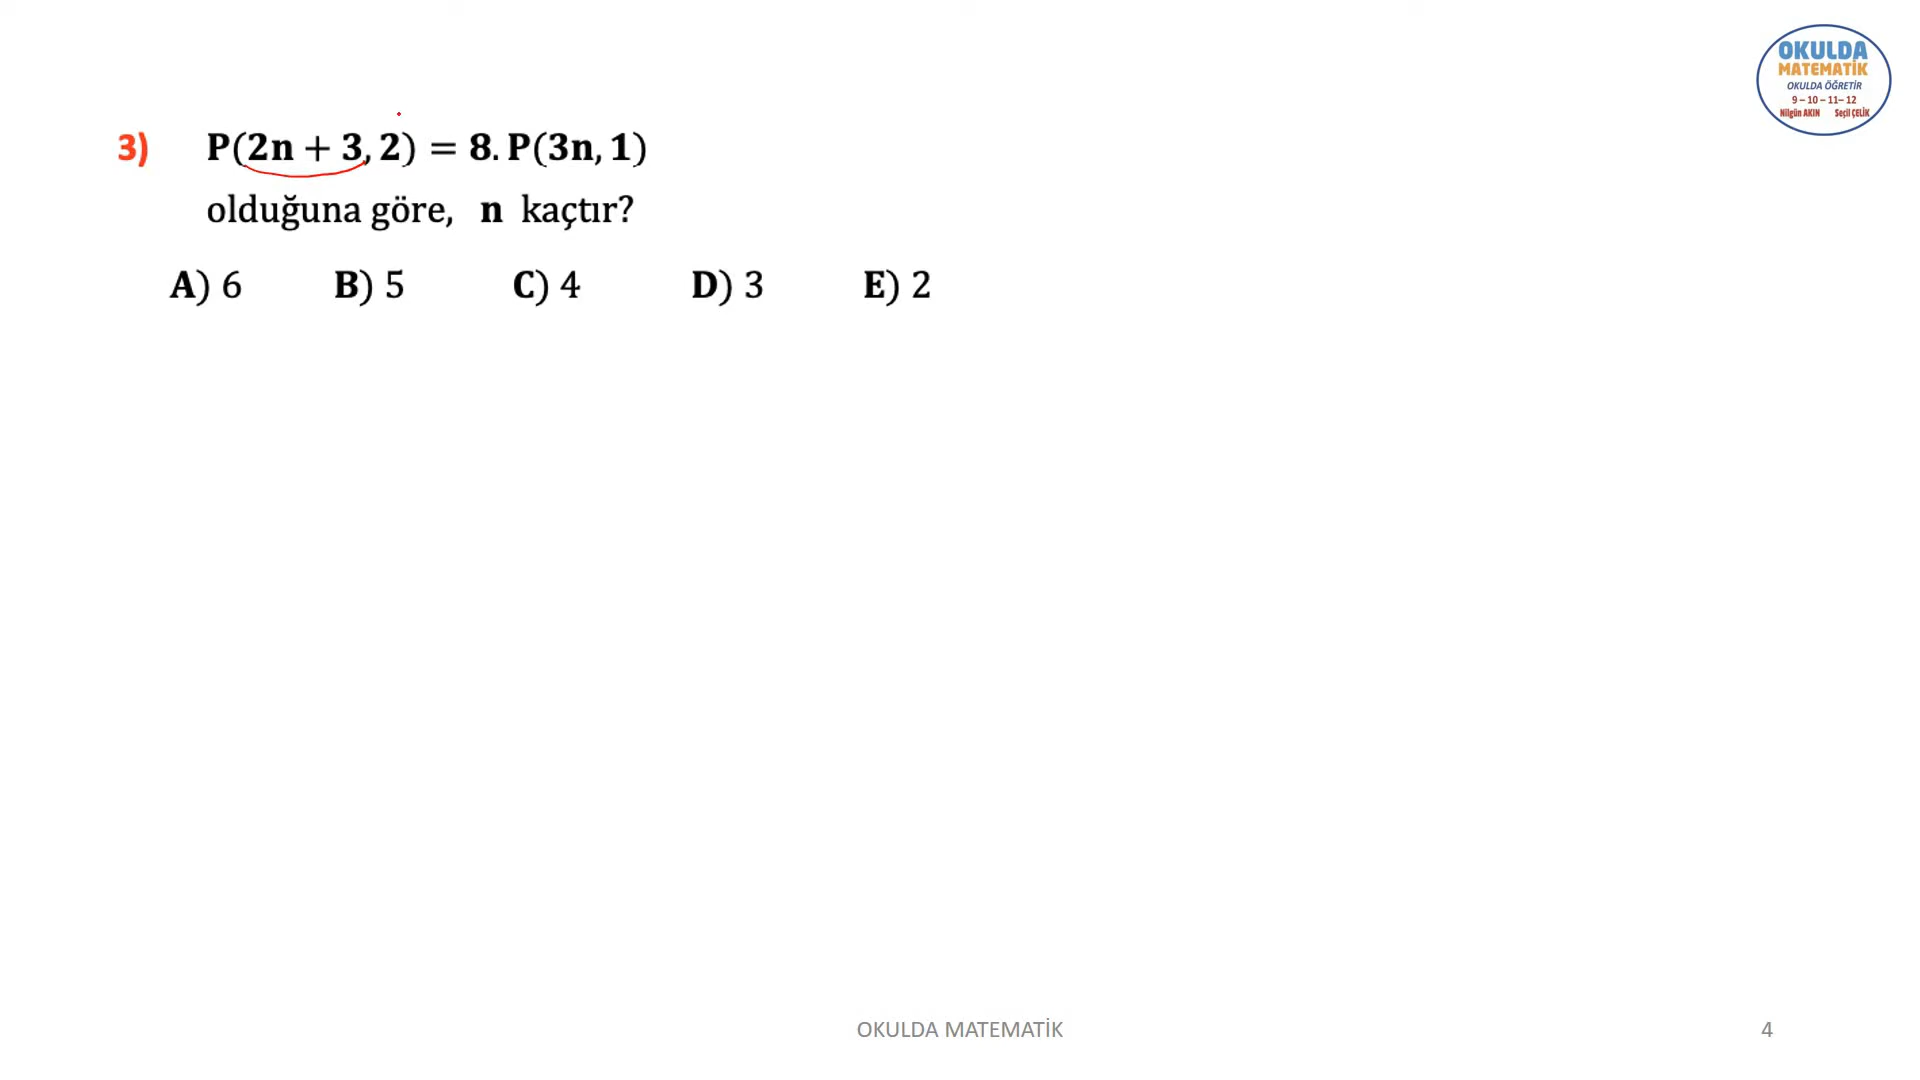 OKULDA
MATEMATİK
OKULDA ÖĞRETİR
9 – 10 – 11– 12
Nilgün AKIN Seçil ÇELİK
3) P(2n + 3, 2) = 8. P(3n, 1)
olduğuna göre, n kaçtır?
A) 6 B) 5 C) 4 D) 3 E) 2
OKULDA MATEMATİK 4